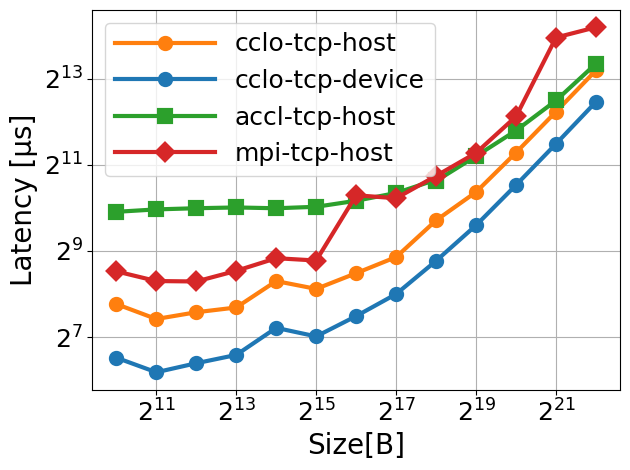 cclo-tcp-host
cclo-tcp-device
accl-tcp-host
mpi-tcp-host
Latency [µs]
2^13
2^11
2^9
2^7
2^11 2^13 2^15 2^17 2^19 2^21
Size[B]